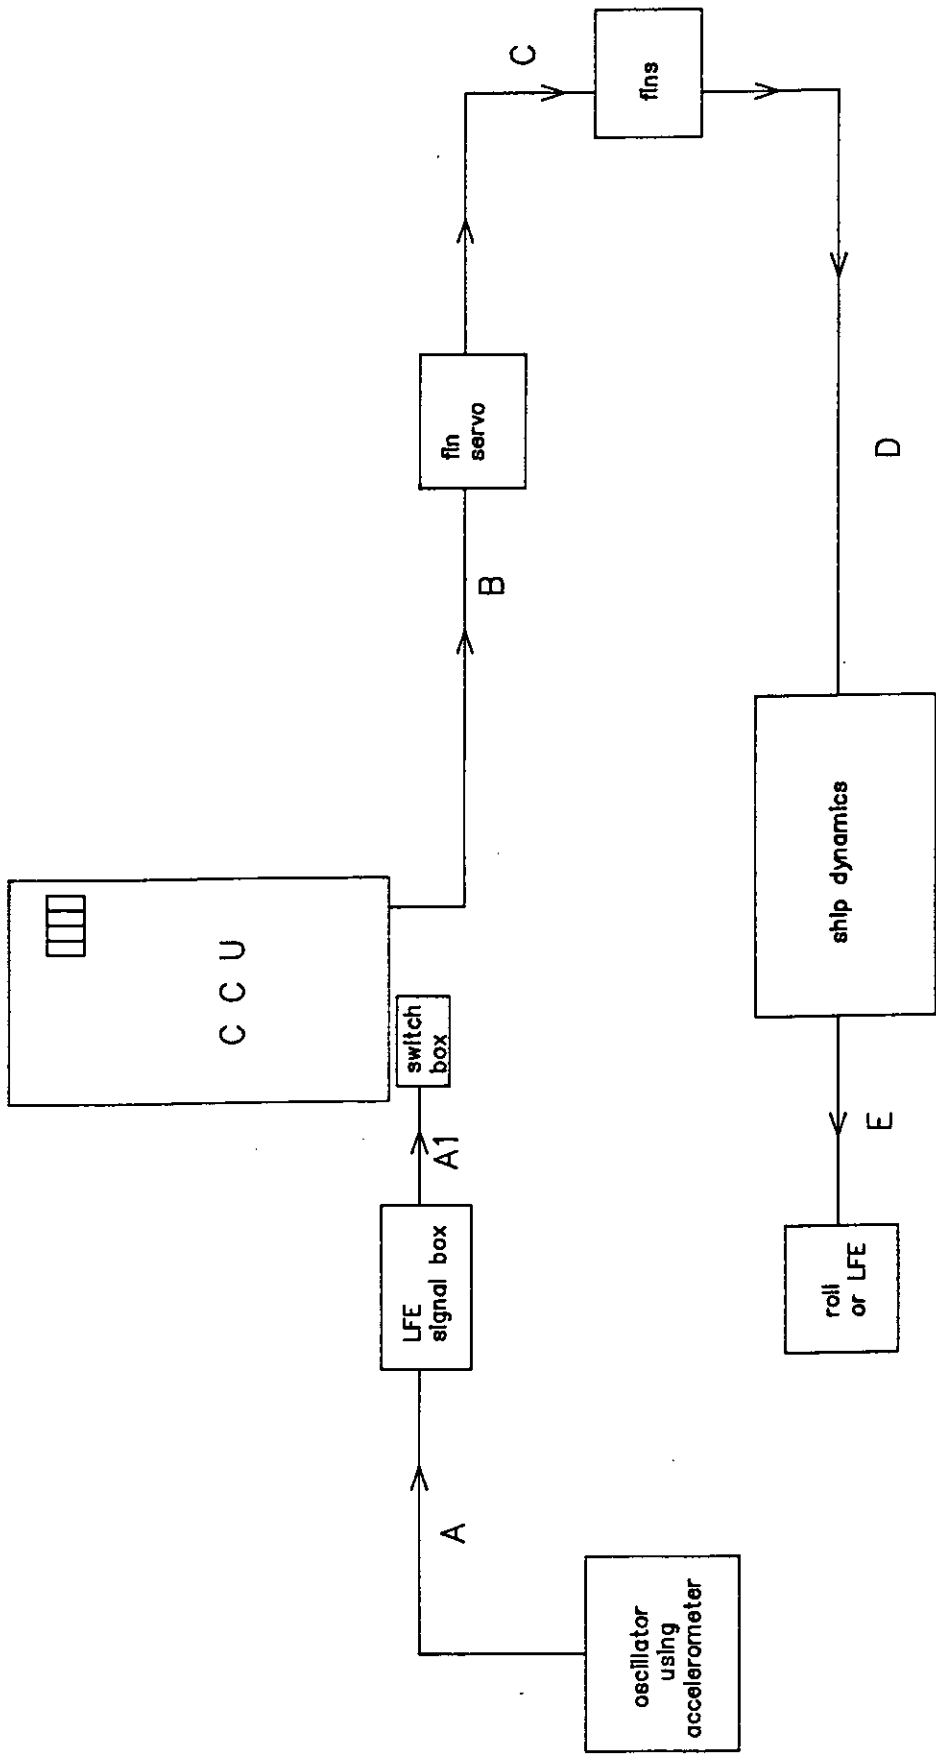 oscillator
using
accelerometer
A
LFE
signal box
A1
switch
box
C C U
B
fin
servo
C
fins
D
ship dynamics
E
roll
or LFE